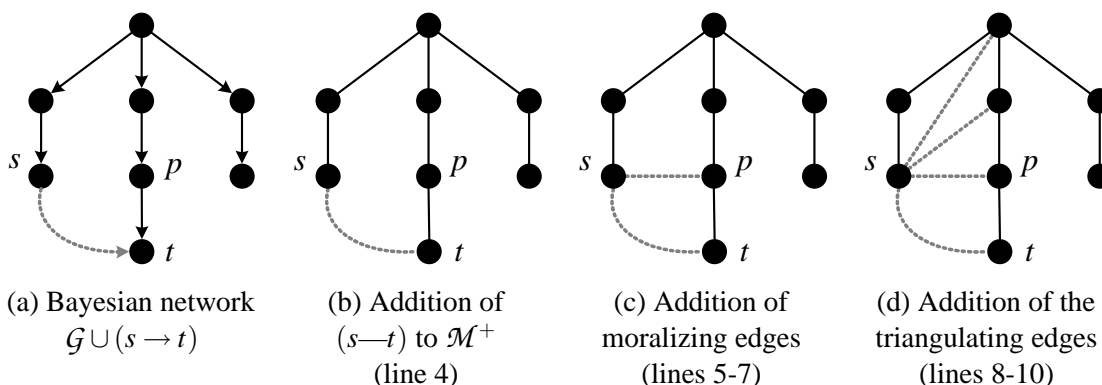 s
p
t
(a) Bayesian network
𝒢 ∪ (s → t)
s
p
t
(b) Addition of
(s—t) to ℳ⁺
(line 4)
s
p
t
(c) Addition of
moralizing edges
(lines 5-7)
s
p
t
(d) Addition of the
triangulating edges
(lines 8-10)